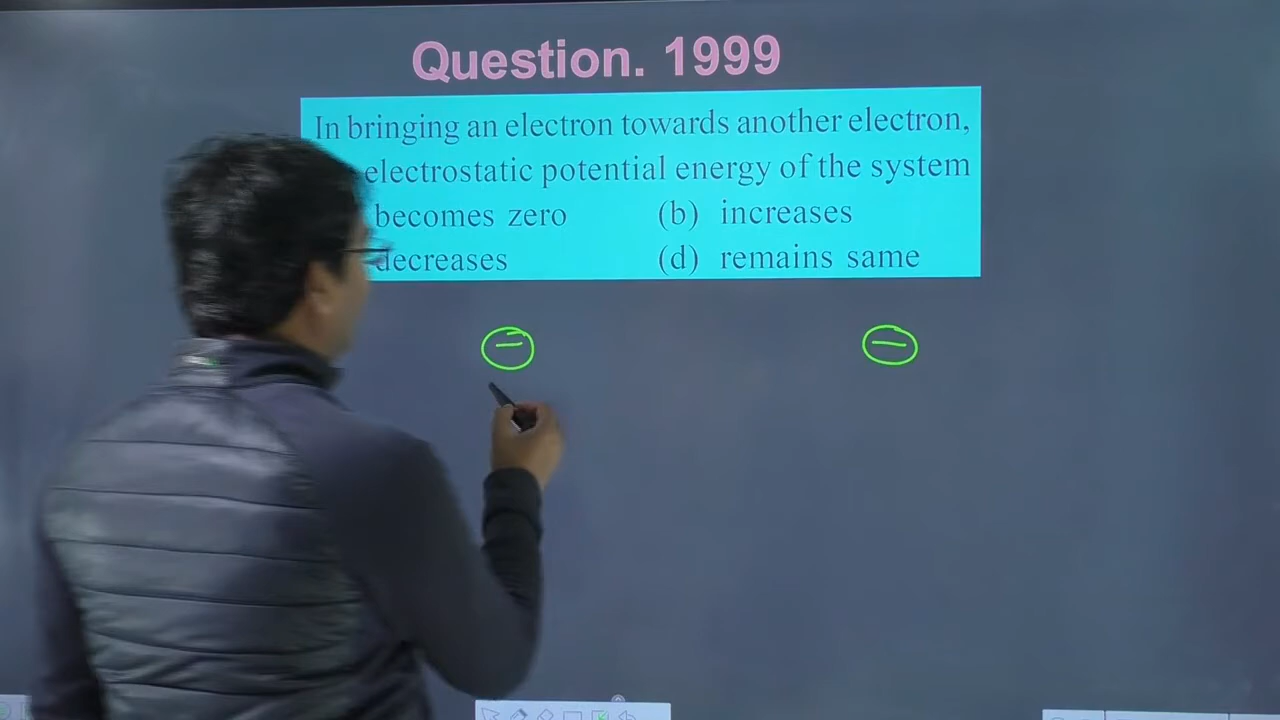 Question. 1999
In bringing an electron towards another electron,
electrostatic potential energy of the system
becomes zero (b) increases
decreases (d) remains same
−
−